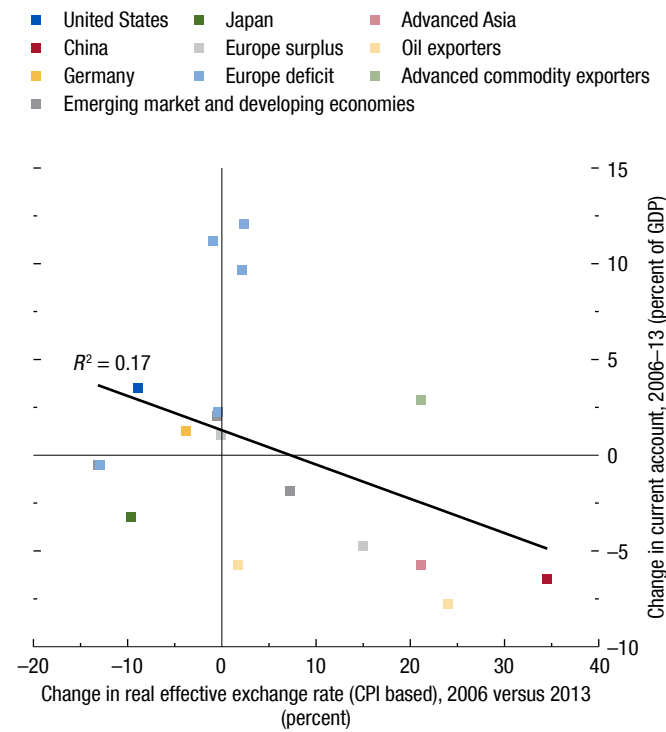 United States Japan Advanced Asia
China Europe surplus Oil exporters
Germany Europe deficit Advanced commodity exporters
Emerging market and developing economies
15
10
5
R² = 0.17
0
–5
–10
–20 –10 0 10 20 30 40
Change in real effective exchange rate (CPI based), 2006 versus 2013
(percent)
Change in current account, 2006–13 (percent of GDP)